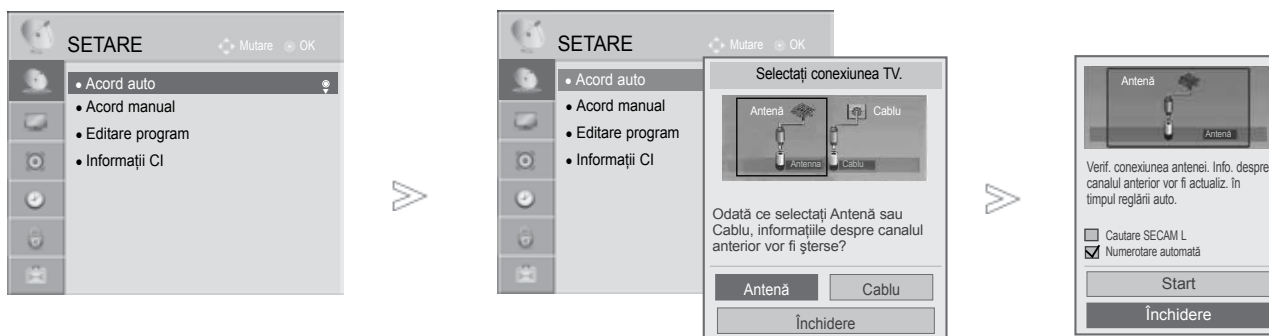 SETARE
Mutare OK
Acord auto
Acord manual
Editare program
Informații CI
SETARE
Mutare OK
Acord auto
Acord manual
Editare program
Informații CI
Selectați conexiunea TV.
Antenă Cablu
Antenna Cablu
Odată ce selectați Antenă sau
Cablu, informațiile despre canalul
anterior vor fi şterse?
Antenă Cablu
Închidere
Antenă
Antenă
Verif. conexiunea antenei. Info. despre
canalul anterior vor fi actualiz. în
timpul reglării auto.
Cautare SECAM L
Numerotare automată
Start
Închidere